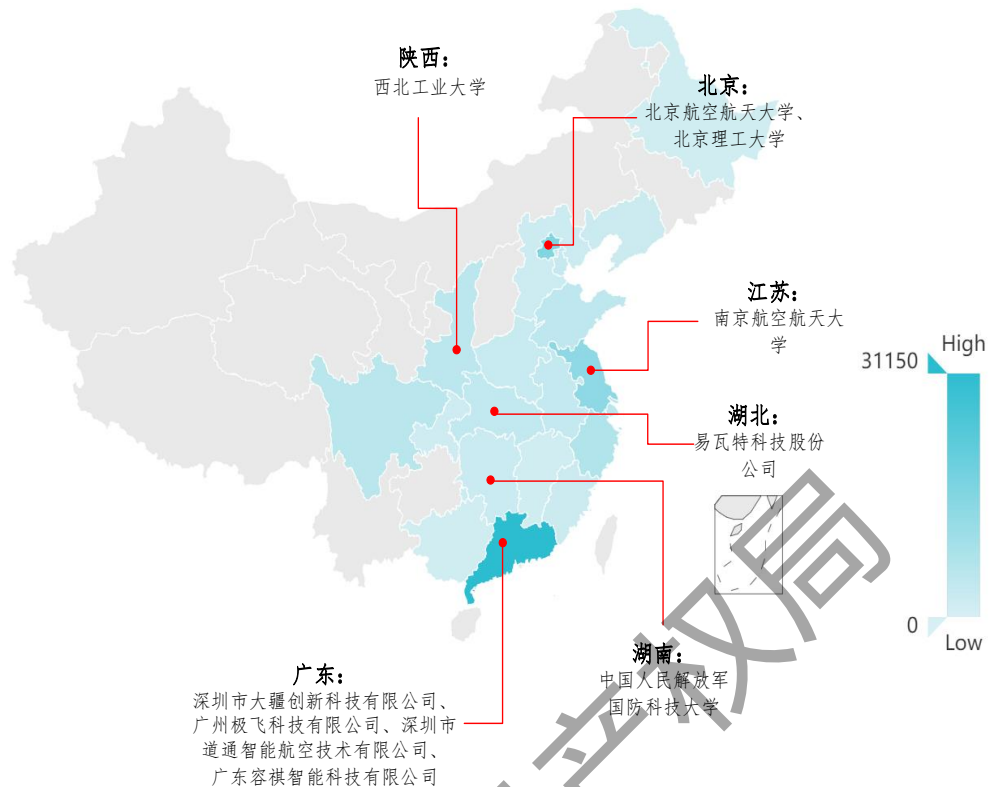 陕西：
西北工业大学
北京：
北京航空航天大学、
北京理工大学
江苏：
南京航空航天大
学
High
31150
湖北：
易瓦特科技股份
公司
0
Low
湖南：
中国人民解放军
国防科技大学
广东：
深圳市大疆创新科技有限公司、
广州极飞科技有限公司、深圳市
道通智能航空技术有限公司、
广东容祺智能科技有限公司
产权局